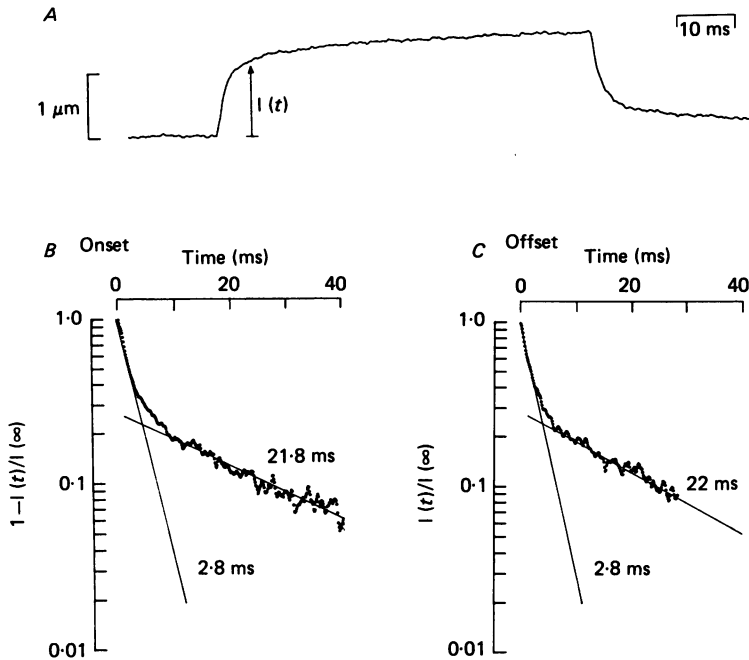 A
10 ms
1 μm
I (t)
B Onset
Time (ms)
0 20 40
1·0
0·1
0·01
1–I (t)/I (∞)
21·8 ms
2·8 ms
C Offset
Time (ms)
0 20 40
1·0
0·1
0·01
I (t)/I (∞)
22 ms
2·8 ms